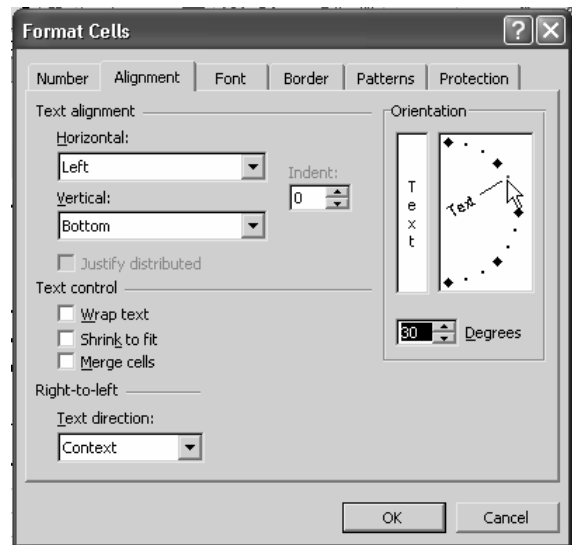 Format Cells
Number Alignment Font Border Patterns Protection
Text alignment
Horizontal:
Left
Indent:
0
Vertical:
Bottom
Justify distributed
Text control
Wrap text
Shrink to fit
Merge cells
Right-to-left
Text direction:
Context
Orientation
Text
Text
30 Degrees
OK Cancel